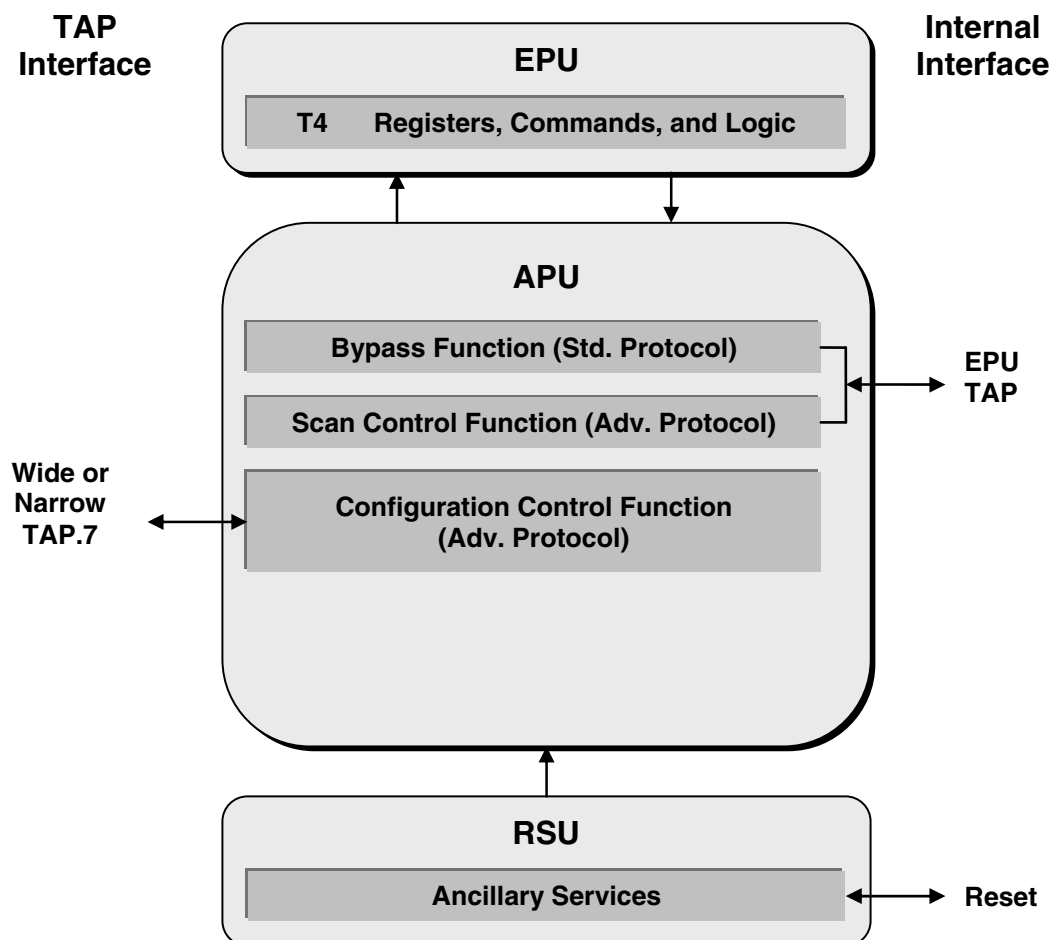 TAP
Interface
Internal
Interface
EPU
T4 Registers, Commands, and Logic
APU
Bypass Function (Std. Protocol)
EPU
TAP
Scan Control Function (Adv. Protocol)
Wide or
Narrow
TAP.7
Configuration Control Function
(Adv. Protocol)
RSU
Ancillary Services
Reset